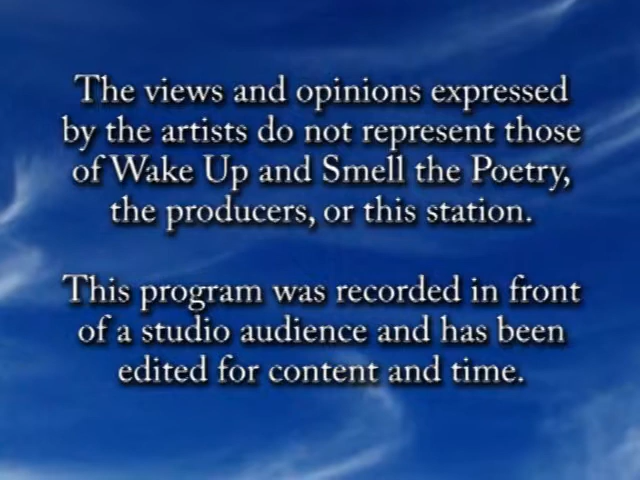 The views and opinions expressed
by the artists do not represent those
of Wake Up and Smell the Poetry,
the producers, or this station.
This program was recorded in front
of a studio audience and has been
edited for content and time.